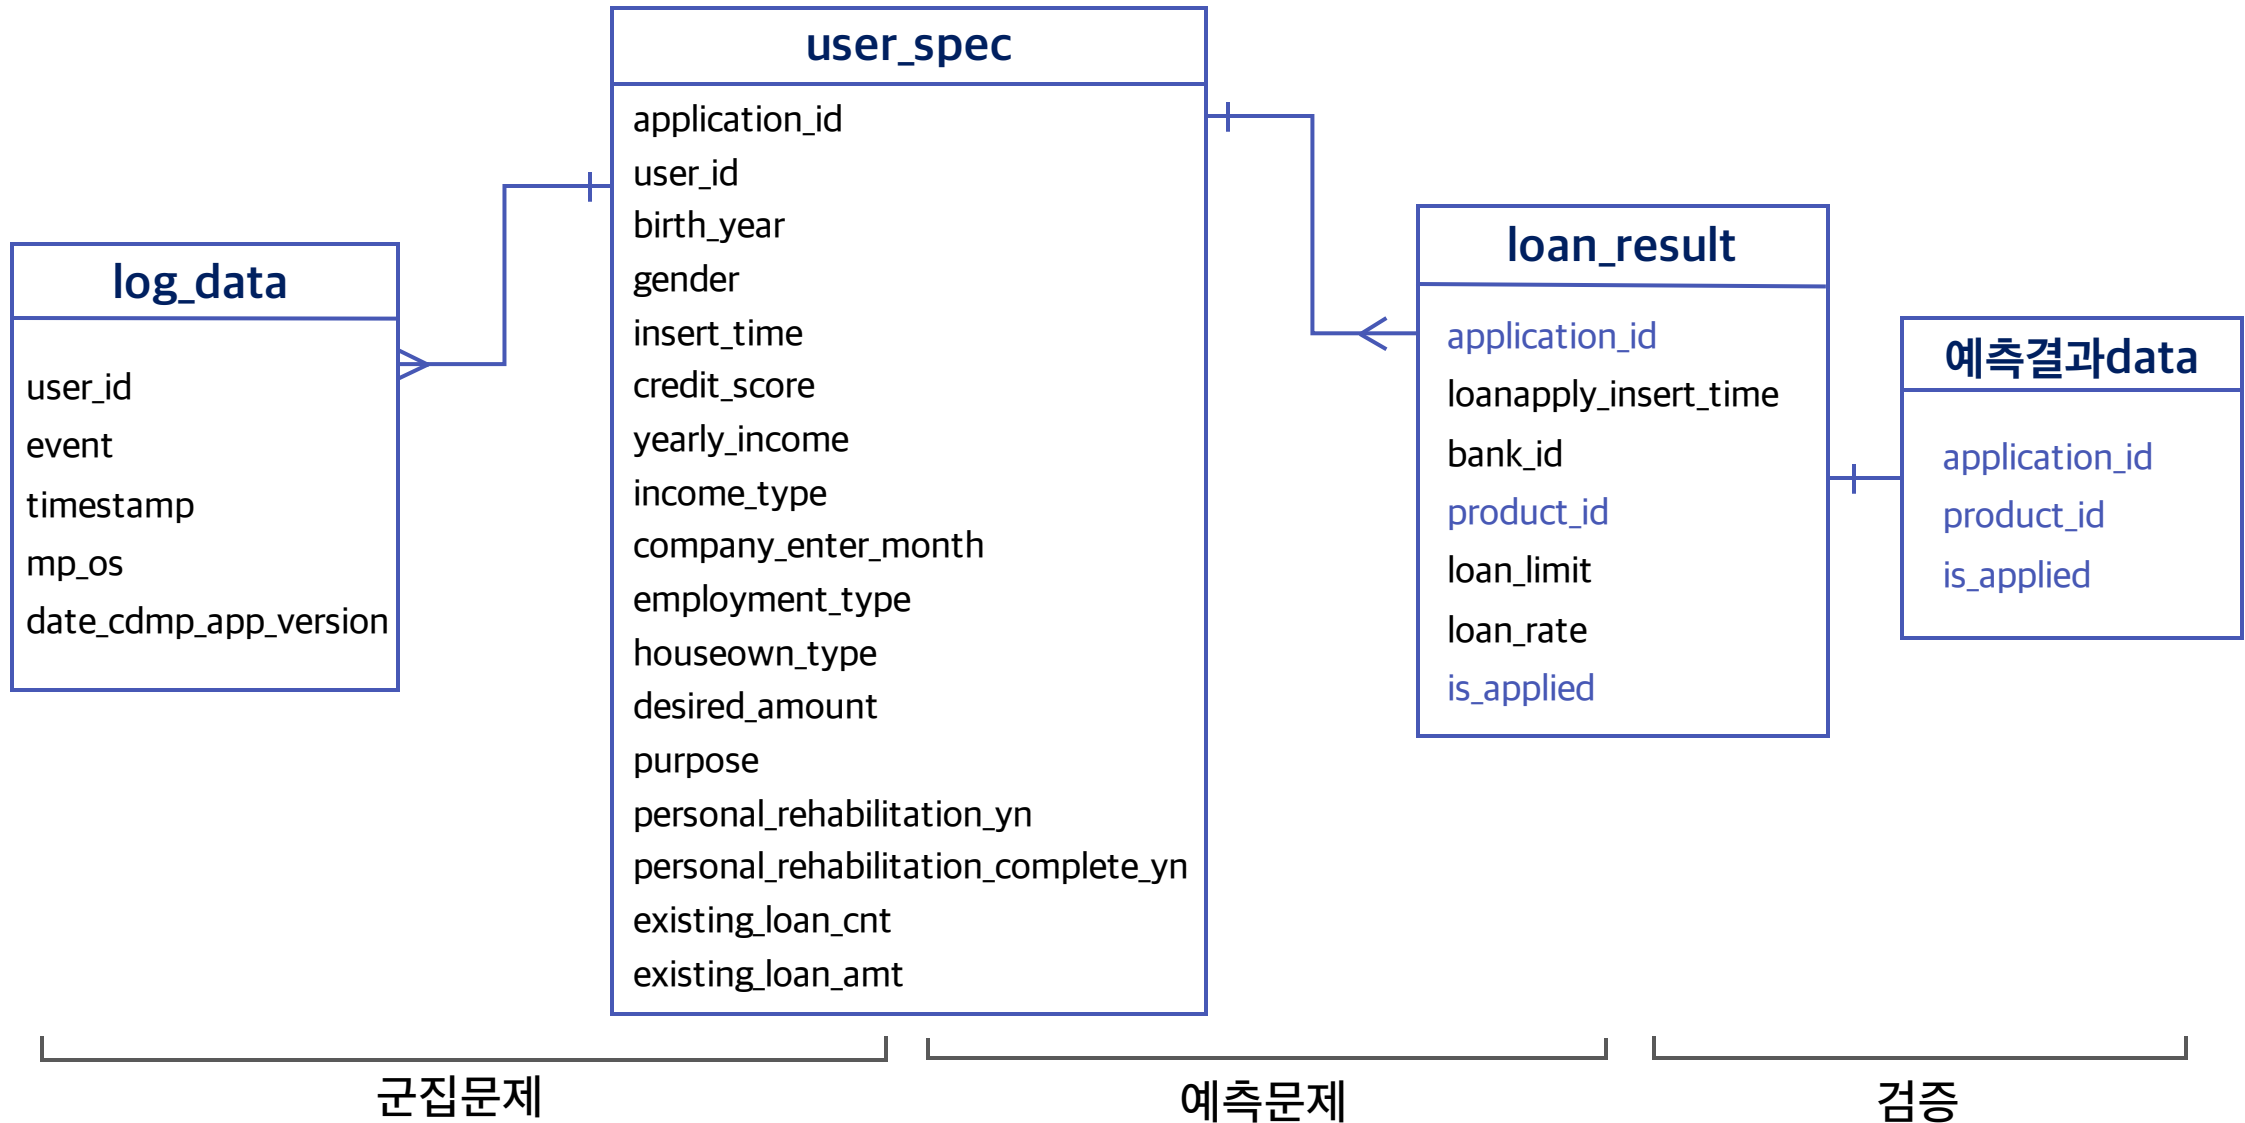 log_data
user_id
event
timestamp
mp_os
date_cdmp_app_version
user_spec
application_id
user_id
birth_year
gender
insert_time
credit_score
yearly_income
income_type
company_enter_month
employment_type
houseown_type
desired_amount
purpose
personal_rehabilitation_yn
personal_rehabilitation_complete_yn
existing_loan_cnt
existing_loan_amt
loan_result
application_id
loanapply_insert_time
bank_id
product_id
loan_limit
loan_rate
is_applied
예측결과data
application_id
product_id
is_applied
군집문제
예측문제
검증